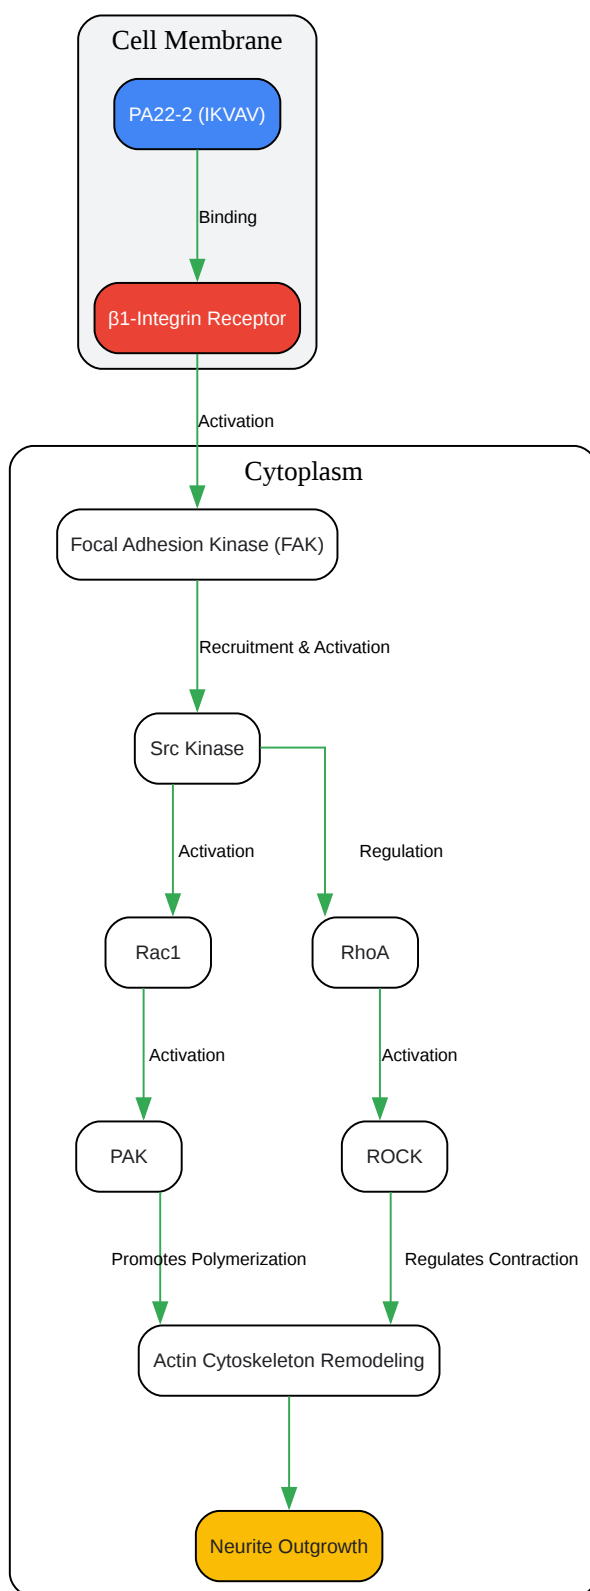 Cell Membrane
PA22-2 (IKVAV)
Binding
β1-Integrin Receptor
Activation
Cytoplasm
Focal Adhesion Kinase (FAK)
Recruitment & Activation
Src Kinase
Activation
Regulation
Rac1
RhoA
Activation
Activation
PAK
ROCK
Promotes Polymerization
Regulates Contraction
Actin Cytoskeleton Remodeling
Neurite Outgrowth